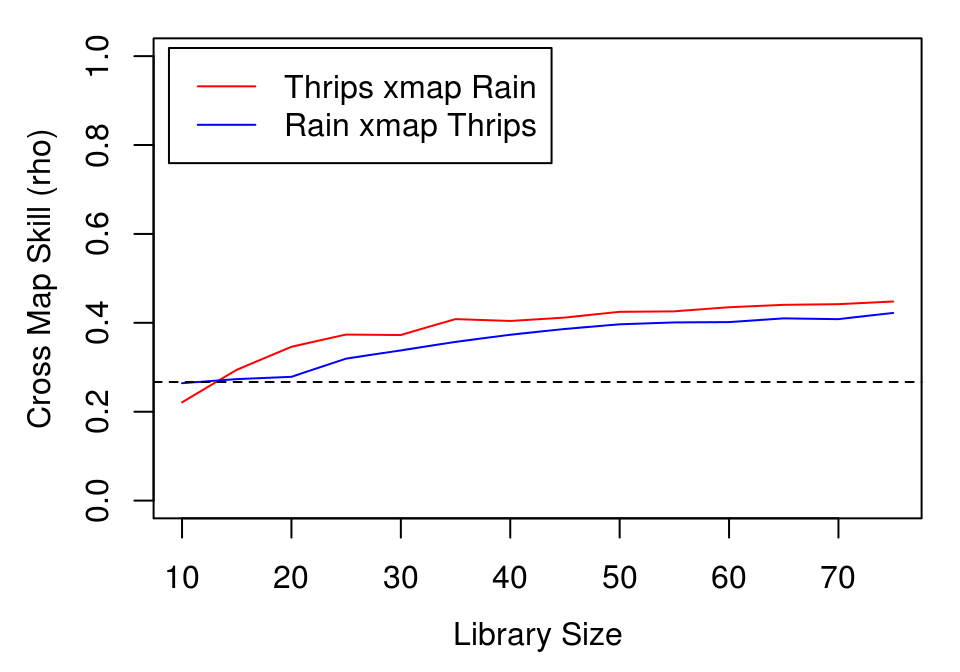 Thrips xmap Rain
Rain xmap Thrips
Cross Map Skill (rho)
1.0
0.8
0.6
0.4
0.2
0.0
10 20 30 40 50 60 70
Library Size